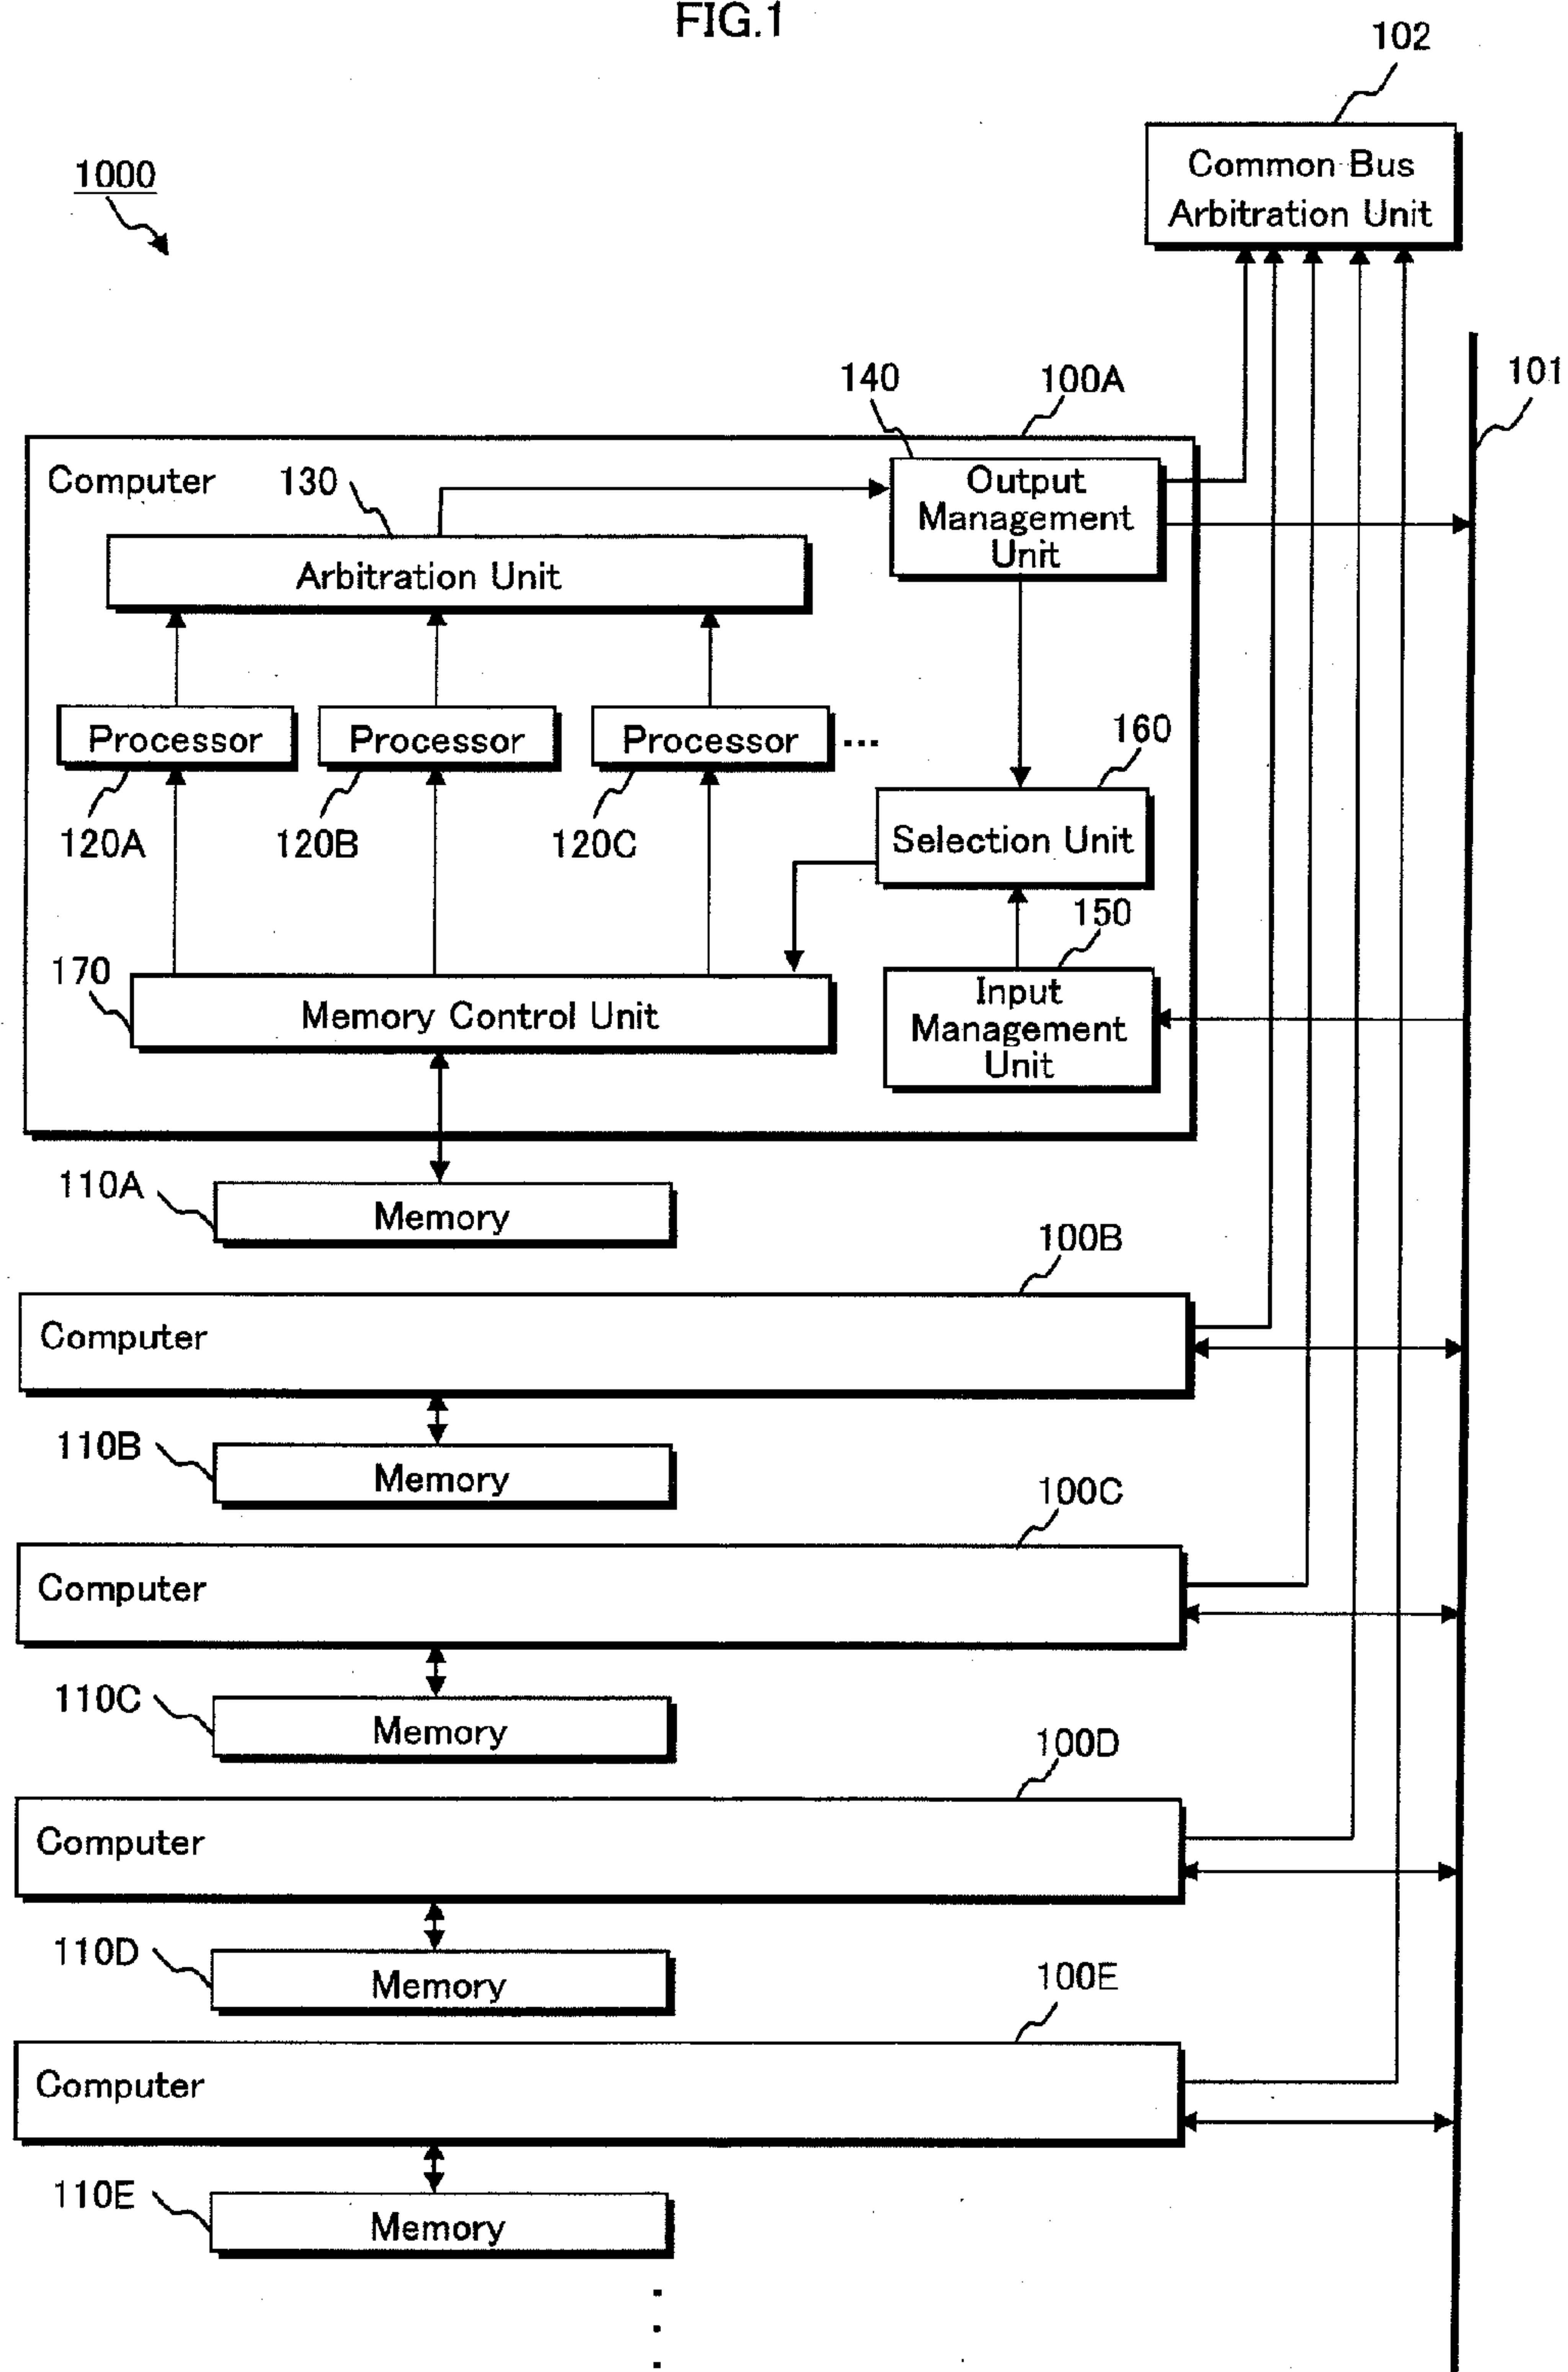 FIG.1
102
Common Bus
Arbitration Unit
1000
101
140
100A
Computer
130
Output
Management
Unit
Arbitration Unit
Processor
Processor
Processor
...
160
120A
120B
120C
Selection Unit
150
170
Memory Control Unit
Input
Management
Unit
110A
Memory
100B
Computer
110B
Memory
100C
Computer
110C
Memory
100D
Computer
110D
Memory
100E
Computer
110E
Memory